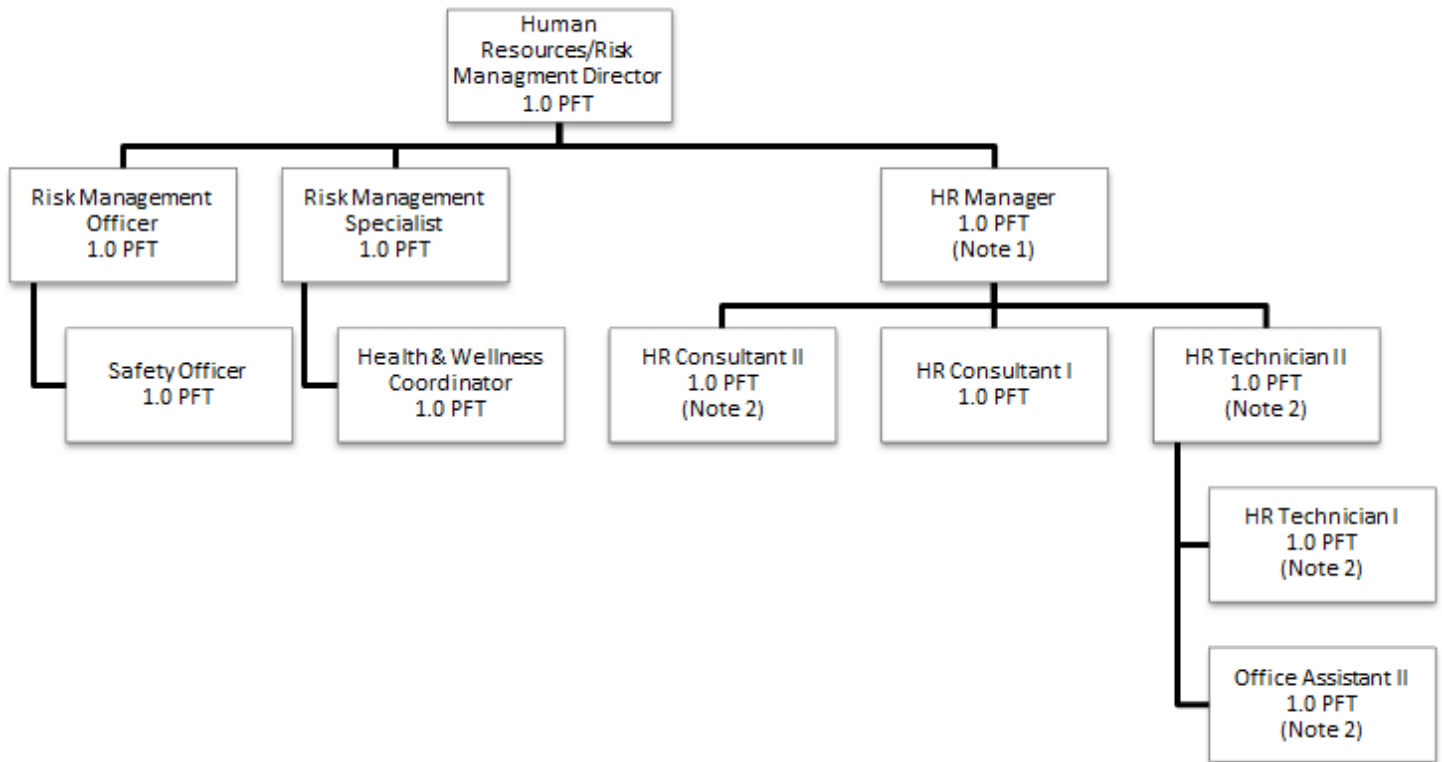 Human
Resources/Risk
Managment Director
1.0 PFT
Risk Management
Officer
1.0 PFT
Risk Management
Specialist
1.0 PFT
HR Manager
1.0 PFT
(Note 1)
Safety Officer
1.0 PFT
Health & Wellness
Coordinator
1.0 PFT
HR Consultant II
1.0 PFT
(Note 2)
HR Consultant I
1.0 PFT
HR Technician II
1.0 PFT
(Note 2)
HR Technician I
1.0 PFT
(Note 2)
Office Assistant II
1.0 PFT
(Note 2)